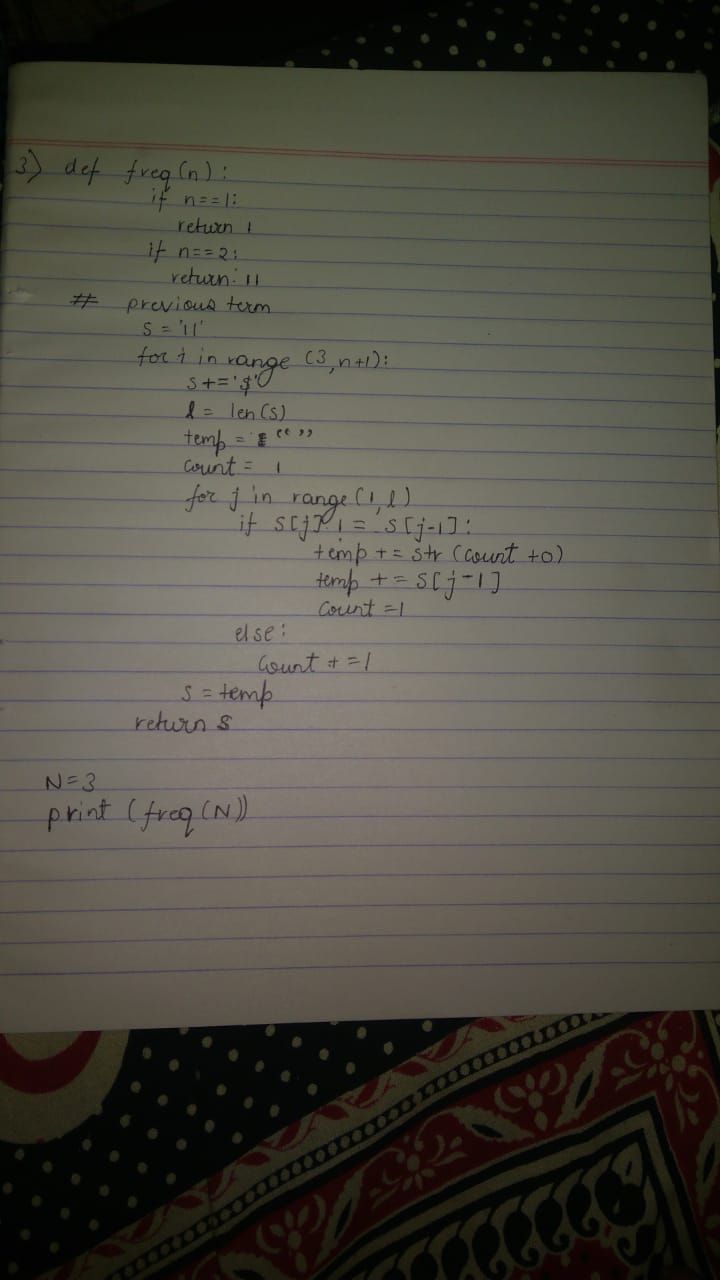 3) def freq(n):
if n==1:
return 1
if n==2:
return: 11
# previous term
s = '11'
for i in range (3,n+1):
s+='$'
l = len(s)
temp = “ ”
count = 1
for j in range(1,l)
if s[j] != s[j-1]:
temp += str (count +0)
temp += s[j-1]
count =1
else:
count +=1
s = temp
return s
N=3
print (freq(N))